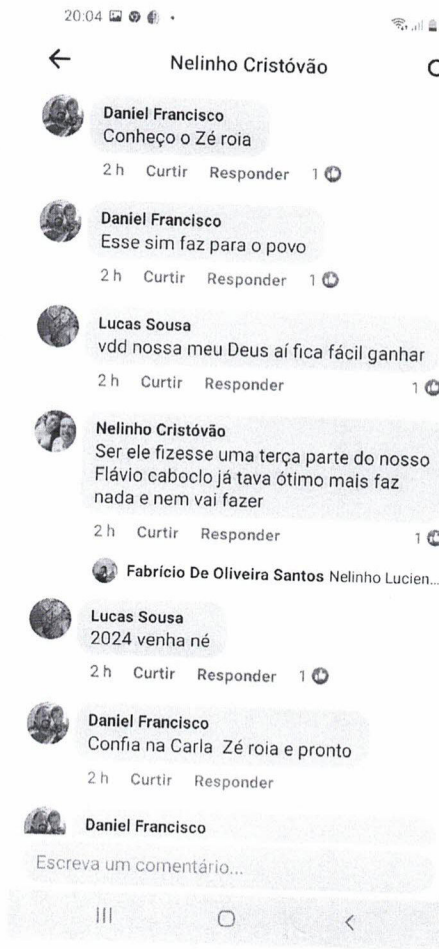 20:04
Nelinho Cristóvão
Daniel Francisco
Conheço o Zé roia
2 h Curtir Responder 1
Daniel Francisco
Esse sim faz para o povo
2 h Curtir Responder 1
Lucas Sousa
vdd nossa meu Deus aí fica fácil ganhar
2 h Curtir Responder 1
Nelinho Cristóvão
Ser ele fizesse uma terça parte do nosso
Flávio caboclo já tava ótimo mais faz
nada e nem vai fazer
2 h Curtir Responder 1
Fabrício De Oliveira Santos Nelinho Lucien...
Lucas Sousa
2024 venha né
2 h Curtir Responder 1
Daniel Francisco
Confia na Carla Zé roia e pronto
2 h Curtir Responder
Daniel Francisco
Escreva um comentário...